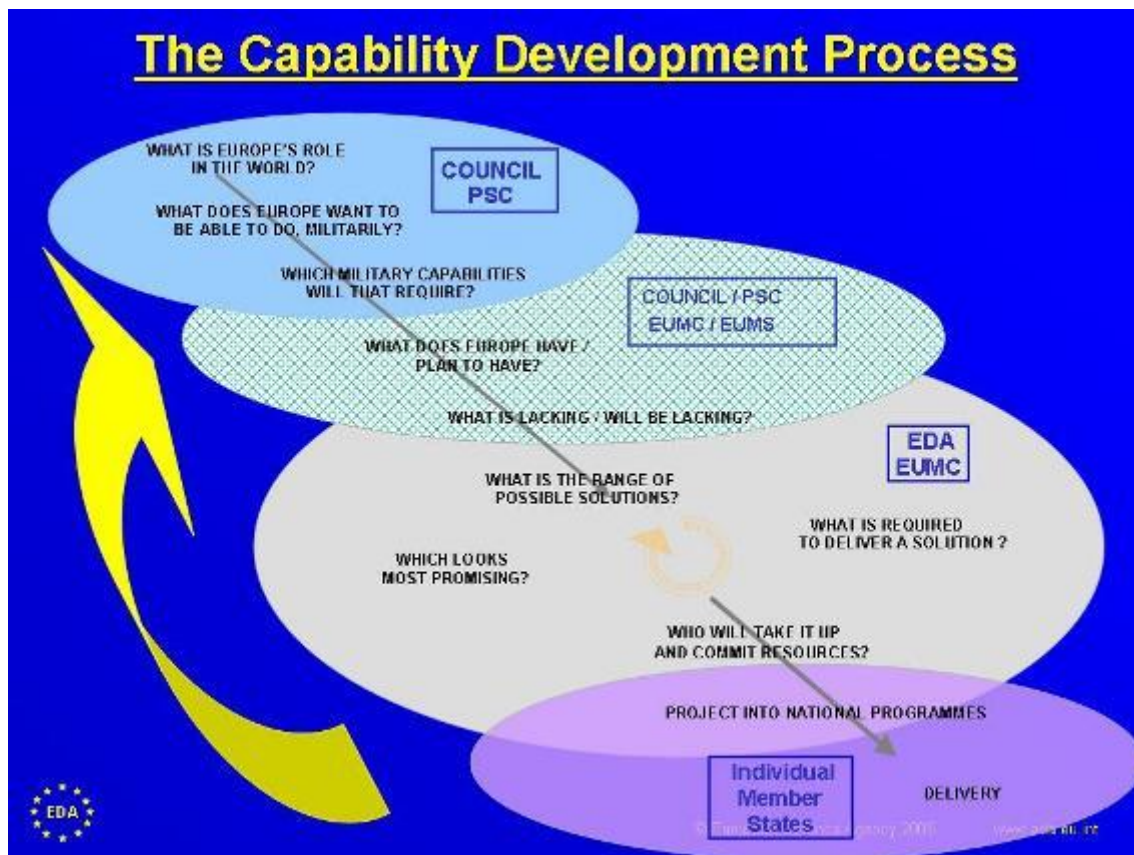 The Capability Development Process
WHAT IS EUROPE'S ROLE
IN THE WORLD?
COUNCIL
PSC
WHAT DOES EUROPE WANT TO
BE ABLE TO DO, MILITARILY?
WHICH MILITARY CAPABILITIES
WILL THAT REQUIRE?
COUNCIL / PSC
EUMC / EUMS
WHAT DOES EUROPE HAVE /
PLAN TO HAVE?
WHAT IS LACKING / WILL BE LACKING?
EDA
EUMC
WHAT IS THE RANGE OF
POSSIBLE SOLUTIONS?
WHAT IS REQUIRED
TO DELIVER A SOLUTION ?
WHICH LOOKS
MOST PROMISING?
WHO WILL TAKE IT UP
AND COMMIT RESOURCES?
PROJECT INTO NATIONAL PROGRAMMES
Individual
Member
States
DELIVERY
EDA